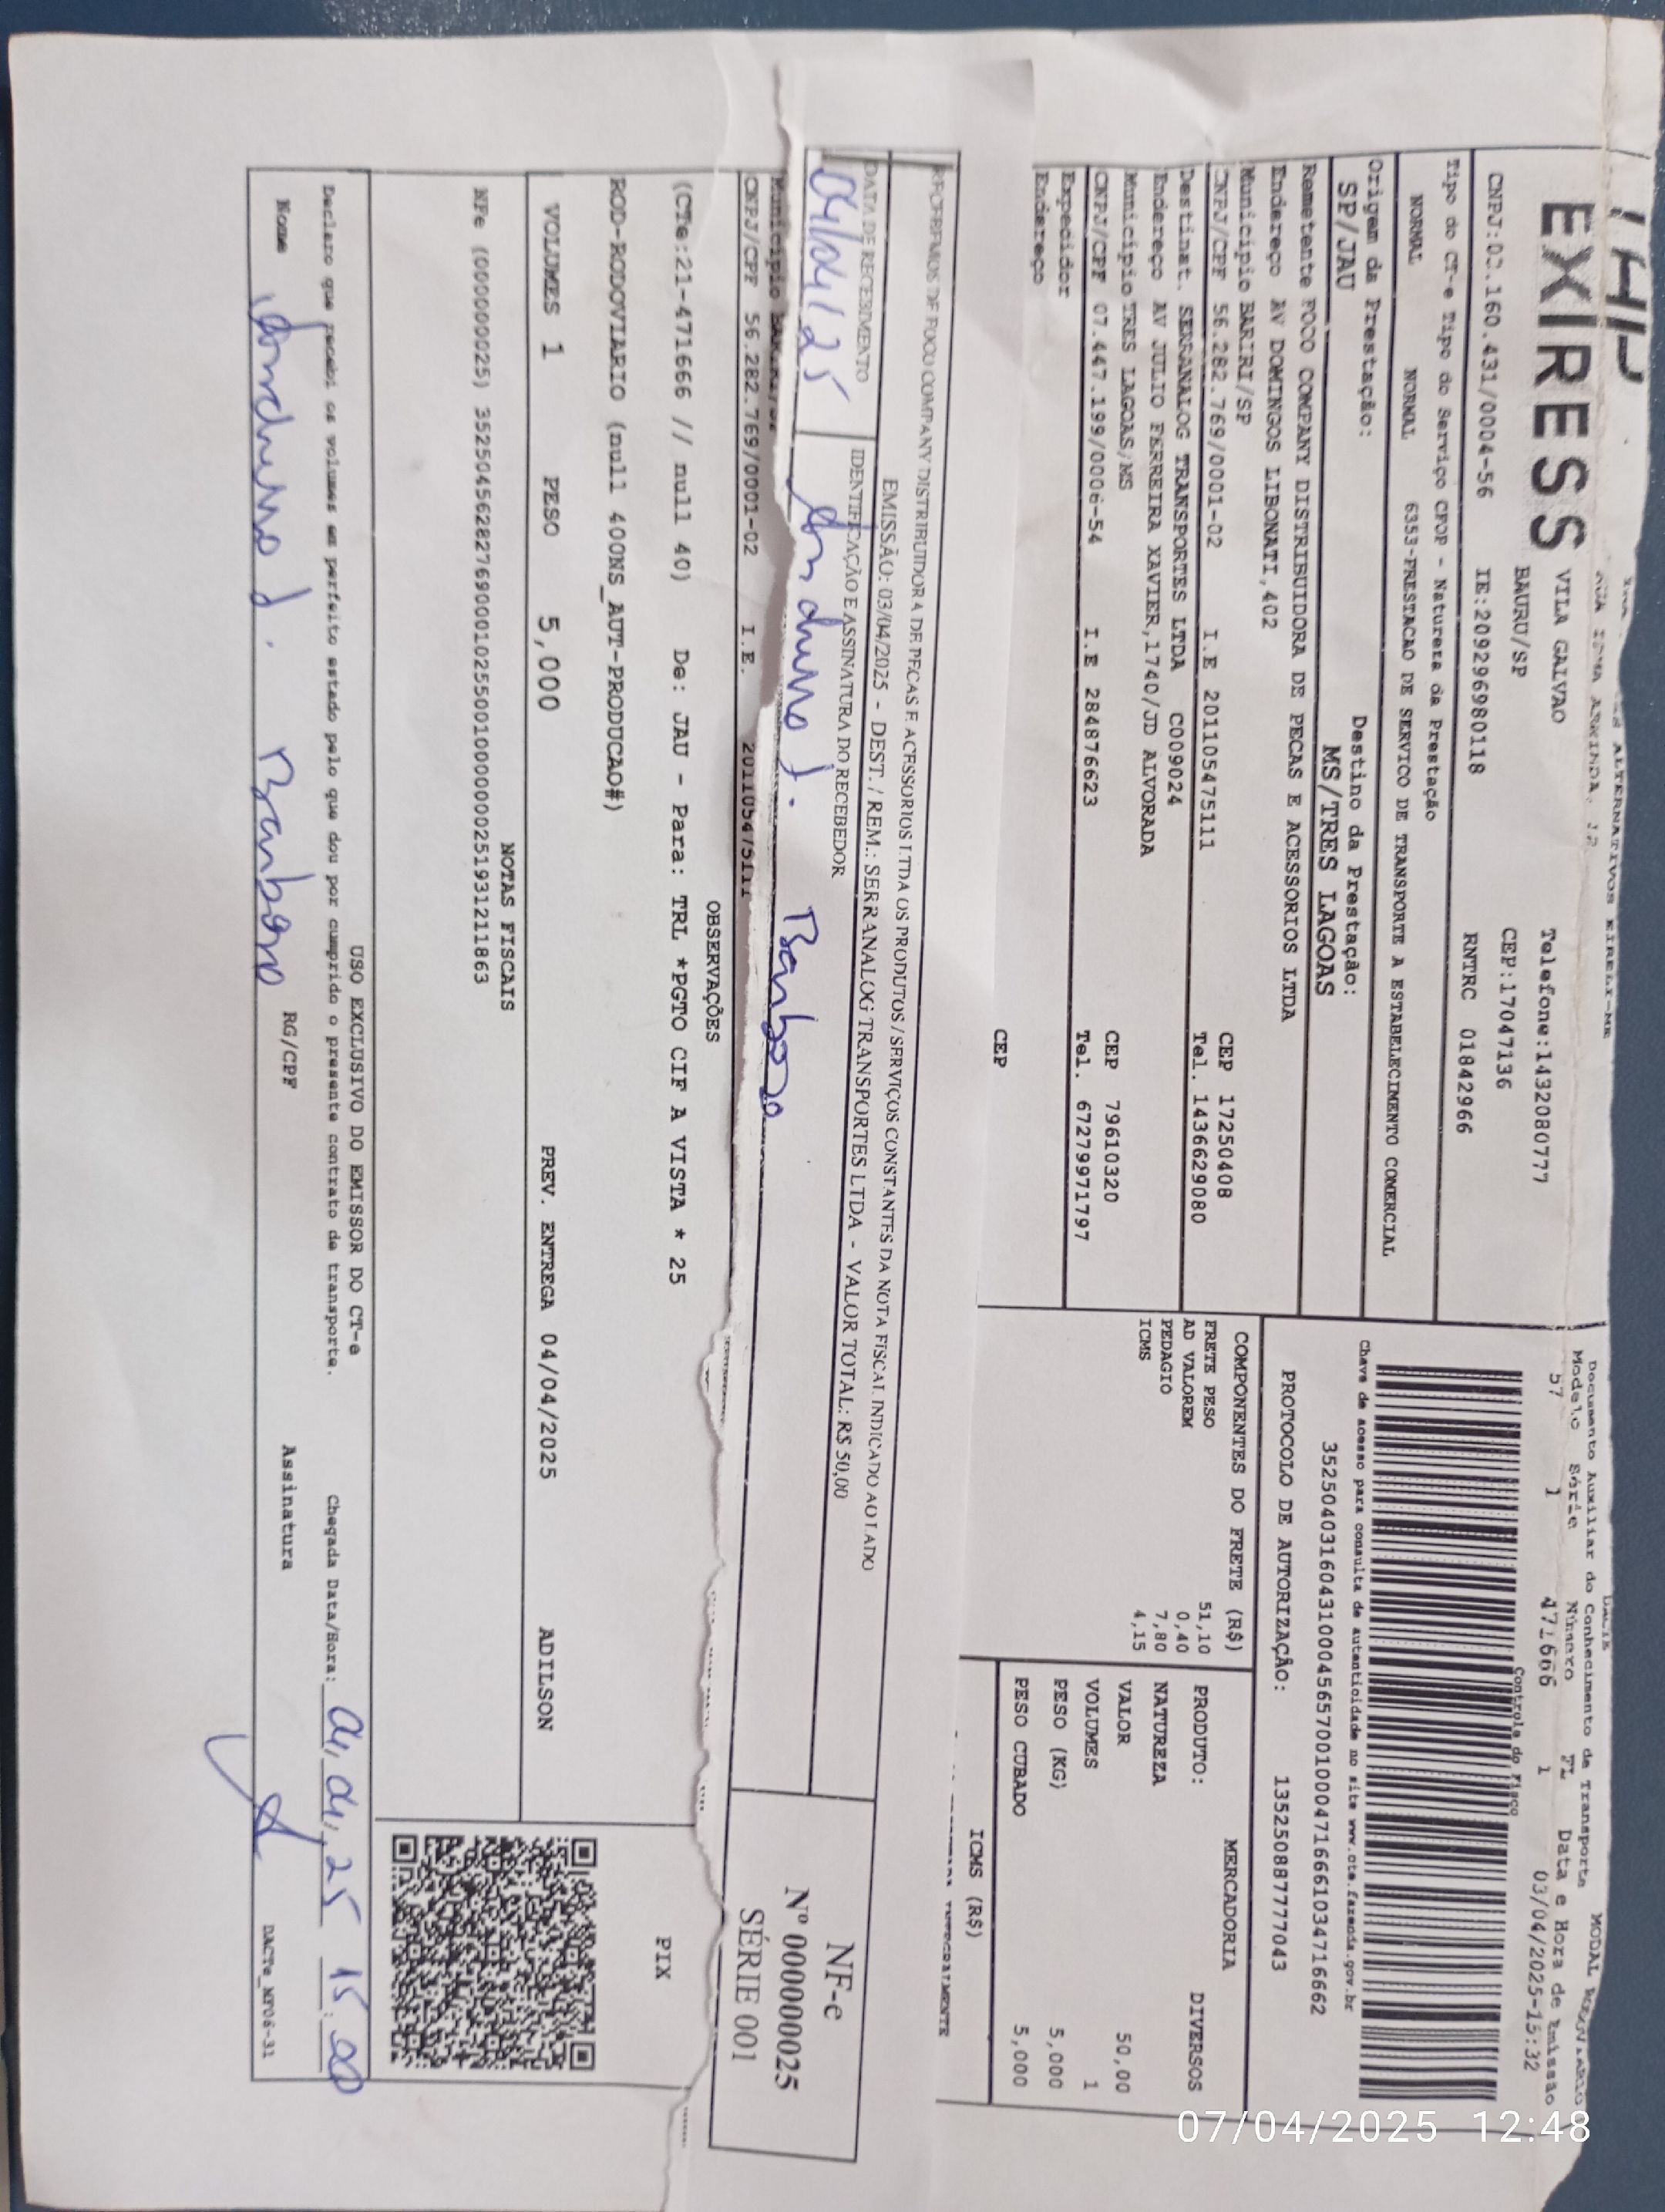 EXIRESS
VILA GALVAO
Telefone:1432080777
BAURU/SP
CEP:17047136
IE:209296980118
RNTRC 01842966
Tipo do CT-e Tipo do Serviço CFOP - Natureza da Prestação
NORMAL NORMAL 6353-PRESTACAO DE SERVICO DE TRANSPORTE A ESTABELECIMENTO COMERCIAL
Origem da Prestação: Destino da Prestação:
SP/JAU MS/TRES LAGOAS
Remetente FOCO COMPANY DISTRIBUIDORA DE PECAS E ACESSORIOS LTDA
Endereço AV DOMINGOS LIBONATI,402
Municipio BARIRI/SP CEP 17250408
CNPJ/CPF 56.282.769/0001-02 I.E 201105475111 Tel. 1436629080
Destinat. SERRANALOG TRANSPORTES LTDA C009024
Endereço AV JULIO FERREIRA XAVIER,1740/JD ALVORADA
Municipio TRES LAGOAS/MS CEP 79610320
CNPJ/CPF 07.447.199/0006-54 I.E 284876623 Tel. 67279971797
Expedidor
Endereço CEP
Documento Auxiliar do Conhecimento de Transporte
Modelo Série Número FL Data e Hora de Emissão
57 1 471666 1 03/04/2025-15:32
Controle do Fisco
Chave de acesso para consulta de autenticidade no site www.cte.fazenda.gov.br
35250403160431000456570010004716661034716662
PROTOCOLO DE AUTORIZAÇÃO: 135250887777043
COMPONENTES DO FRETE (R$)
FRETE PESO 51,10
AD VALOREM 0,40
PEDAGIO 7,80
ICMS 4,15
MERCADORIA
PRODUTO: DIVERSOS
NATUREZA
VALOR 50,00
VOLUMES 1
PESO (KG) 5,000
PESO CUBADO 5,000
ICMS (R$)
RECEBEMOS DE FOCO COMPANY DISTRIBUIDORA DE PECAS E ACESSORIOS LTDA OS PRODUTOS / SERVIÇOS CONSTANTES DA NOTA FISCAL INDICADO AO LADO
EMISSÃO: 03/04/2025 - DEST. / REM.: SERRANALOG TRANSPORTES LTDA - VALOR TOTAL: R$ 50,00
DATA DE RECEBIMENTO IDENTIFICAÇÃO E ASSINATURA DO RECEBEDOR
04/04/25
NF-e
Nº 000000025
SÉRIE 001
CNPJ/CPF 56.282.769/0001-02 I.E. 201105475111
OBSERVAÇÕES
(CTe:21-471666 // null 40) De: JAU - Para: TRL *PGTO CIF A VISTA * 25
ROD-RODOVIARIO (null 400NS_AUT-PRODUCAO#)
PIX
VOLUMES 1 PESO 5,000 PREV. ENTREGA 04/04/2025 ADILSON
NOTAS FISCAIS
NFe (000000025) 35250456282769000102550010000000251931211863
USO EXCLUSIVO DO EMISSOR DO CT-e
Declaro que recebi os volumes em perfeito estado pelo que dou por cumprido o presente contrato de transporte. Chegada Data/Hora: 04,04,25 15:00
Nome RG/CPF Assinatura DACTe_MF06-31
07/04/2025 12:48